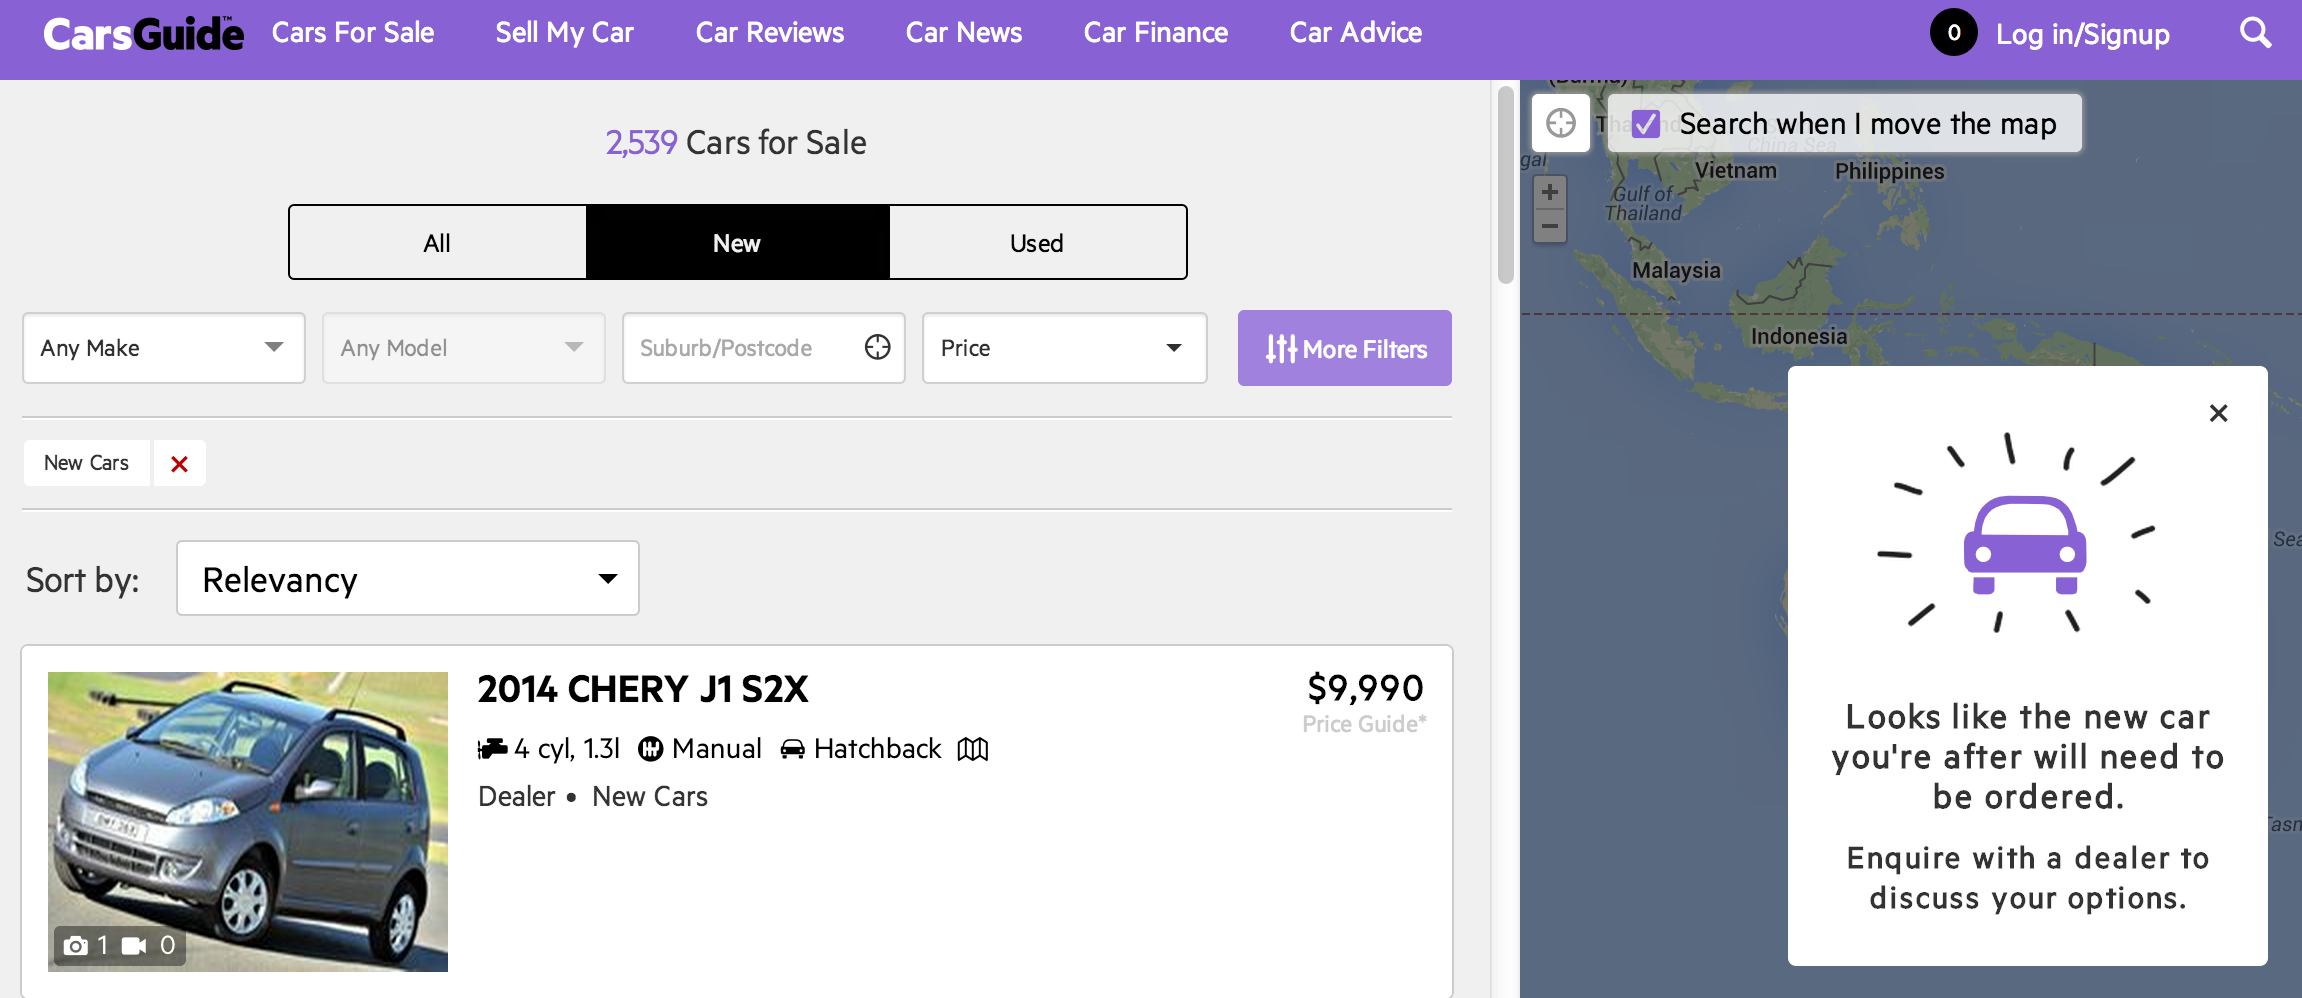 CarsGuide™ Cars For Sale Sell My Car Car Reviews Car News Car Finance Car Advice 0 Log in/Signup
2,539 Cars for Sale
All New Used
Any Make Any Model Suburb/Postcode Price More Filters
New Cars
Sort by: Relevancy
2014 CHERY J1 S2X $9,990
Price Guide*
4 cyl, 1.3l Manual Hatchback
Dealer • New Cars
1 0
Search when I move the map
China Sea
Vietnam Philippines
Gulf of
Thailand
Malaysia
Indonesia
Looks like the new car
you're after will need to
be ordered.
Enquire with a dealer to
discuss your options.